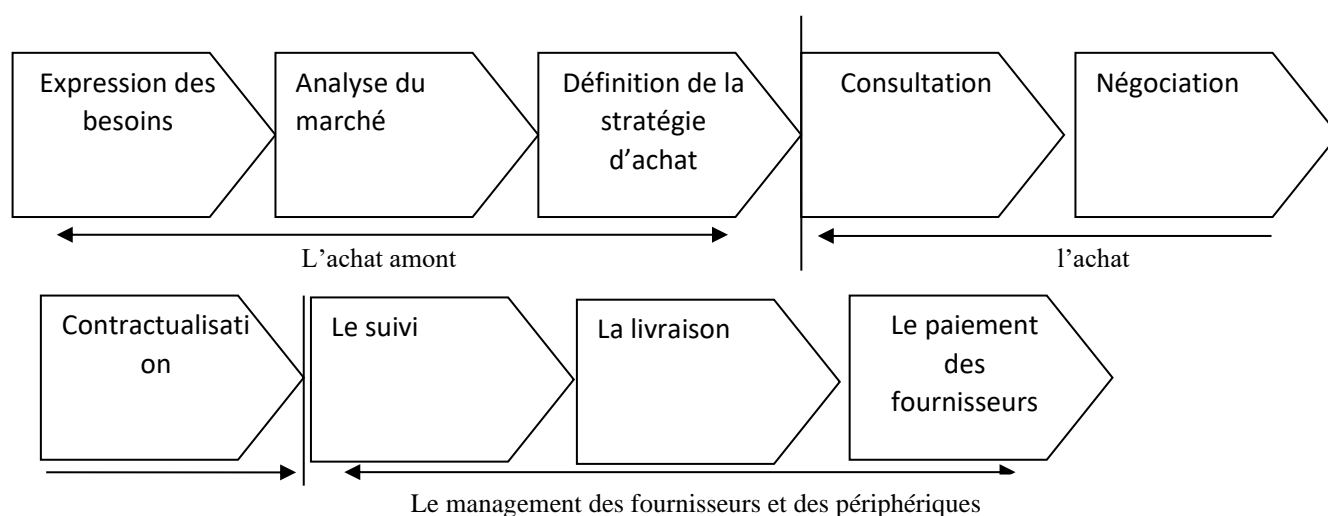 Expression des
besoins
Analyse du
marché
Définition de la
stratégie
d’achat
Consultation
Négociation
L’achat amont
l’achat
Contractualisati
on
Le suivi
La livraison
Le paiement
des
fournisseurs
Le management des fournisseurs et des périphériques